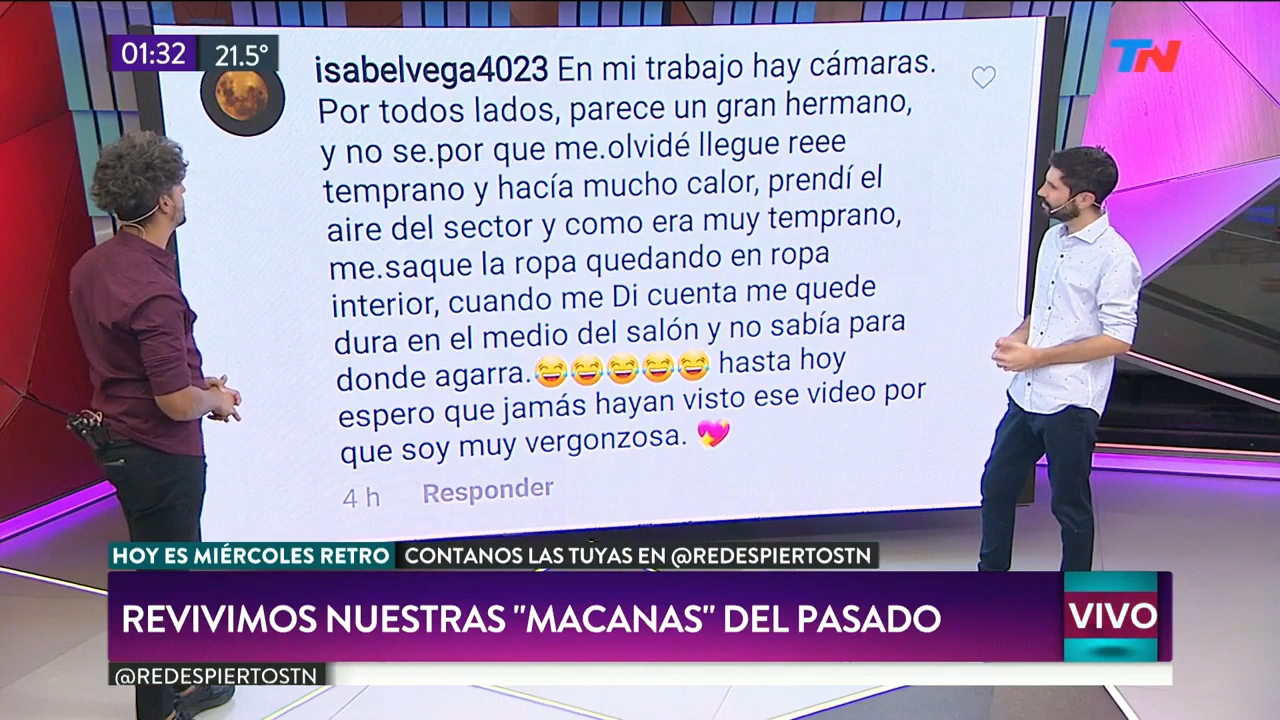 01:32
21.5°
TN
isabelvega4023 En mi trabajo hay cámaras.
Por todos lados, parece un gran hermano,
y no se.por que me.olvidé llegue reee
temprano y hacía mucho calor, prendí el
aire del sector y como era muy temprano,
me.saque la ropa quedando en ropa
interior, cuando me Di cuenta me quede
dura en el medio del salón y no sabía para
donde agarra.😂😂😂😂😂 hasta hoy
espero que jamás hayan visto ese video por
que soy muy vergonzosa. 💖
4 h Responder
HOY ES MIÉRCOLES RETRO CONTANOS LAS TUYAS EN @REDESPIERTOSTN
REVIVIMOS NUESTRAS "MACANAS" DEL PASADO
VIVO
@REDESPIERTOSTN